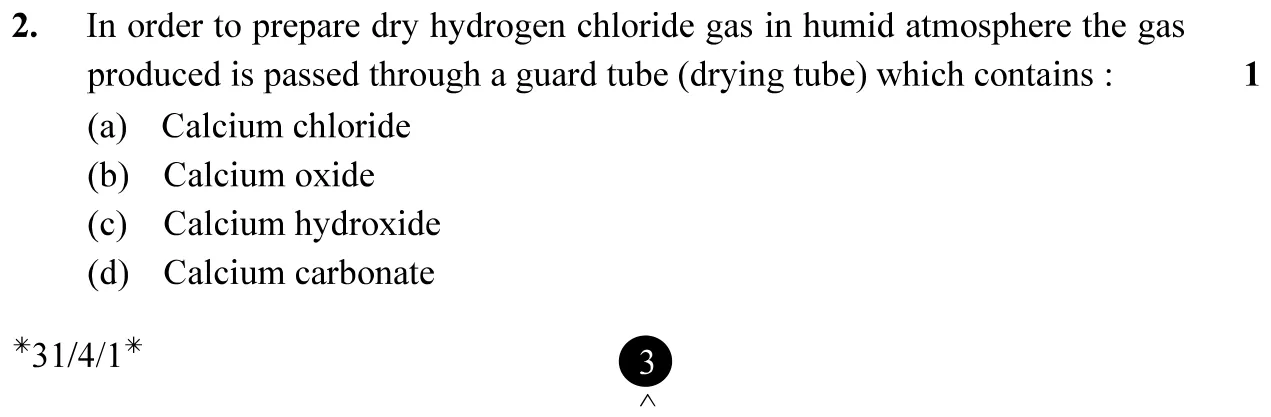 2. In order to prepare dry hydrogen chloride gas in humid atmosphere the gas
produced is passed through a guard tube (drying tube) which contains : 1
(a) Calcium chloride
(b) Calcium oxide
(c) Calcium hydroxide
(d) Calcium carbonate
*31/4/1*
3
^